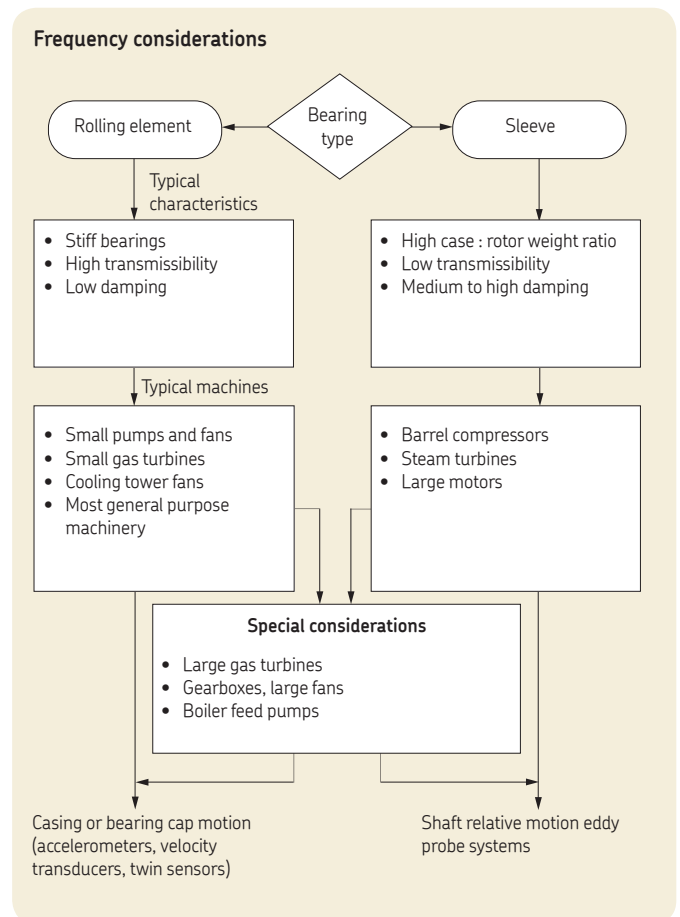 Frequency considerations
Bearing
type
Rolling element
Sleeve
Typical
characteristics
• Stiff bearings
• High transmissibility
• Low damping
• High case : rotor weight ratio
• Low transmissibility
• Medium to high damping
Typical machines
• Small pumps and fans
• Small gas turbines
• Cooling tower fans
• Most general purpose
machinery
• Barrel compressors
• Steam turbines
• Large motors
Special considerations
• Large gas turbines
• Gearboxes, large fans
• Boiler feed pumps
Casing or bearing cap motion
(accelerometers, velocity
transducers, twin sensors)
Shaft relative motion eddy
probe systems